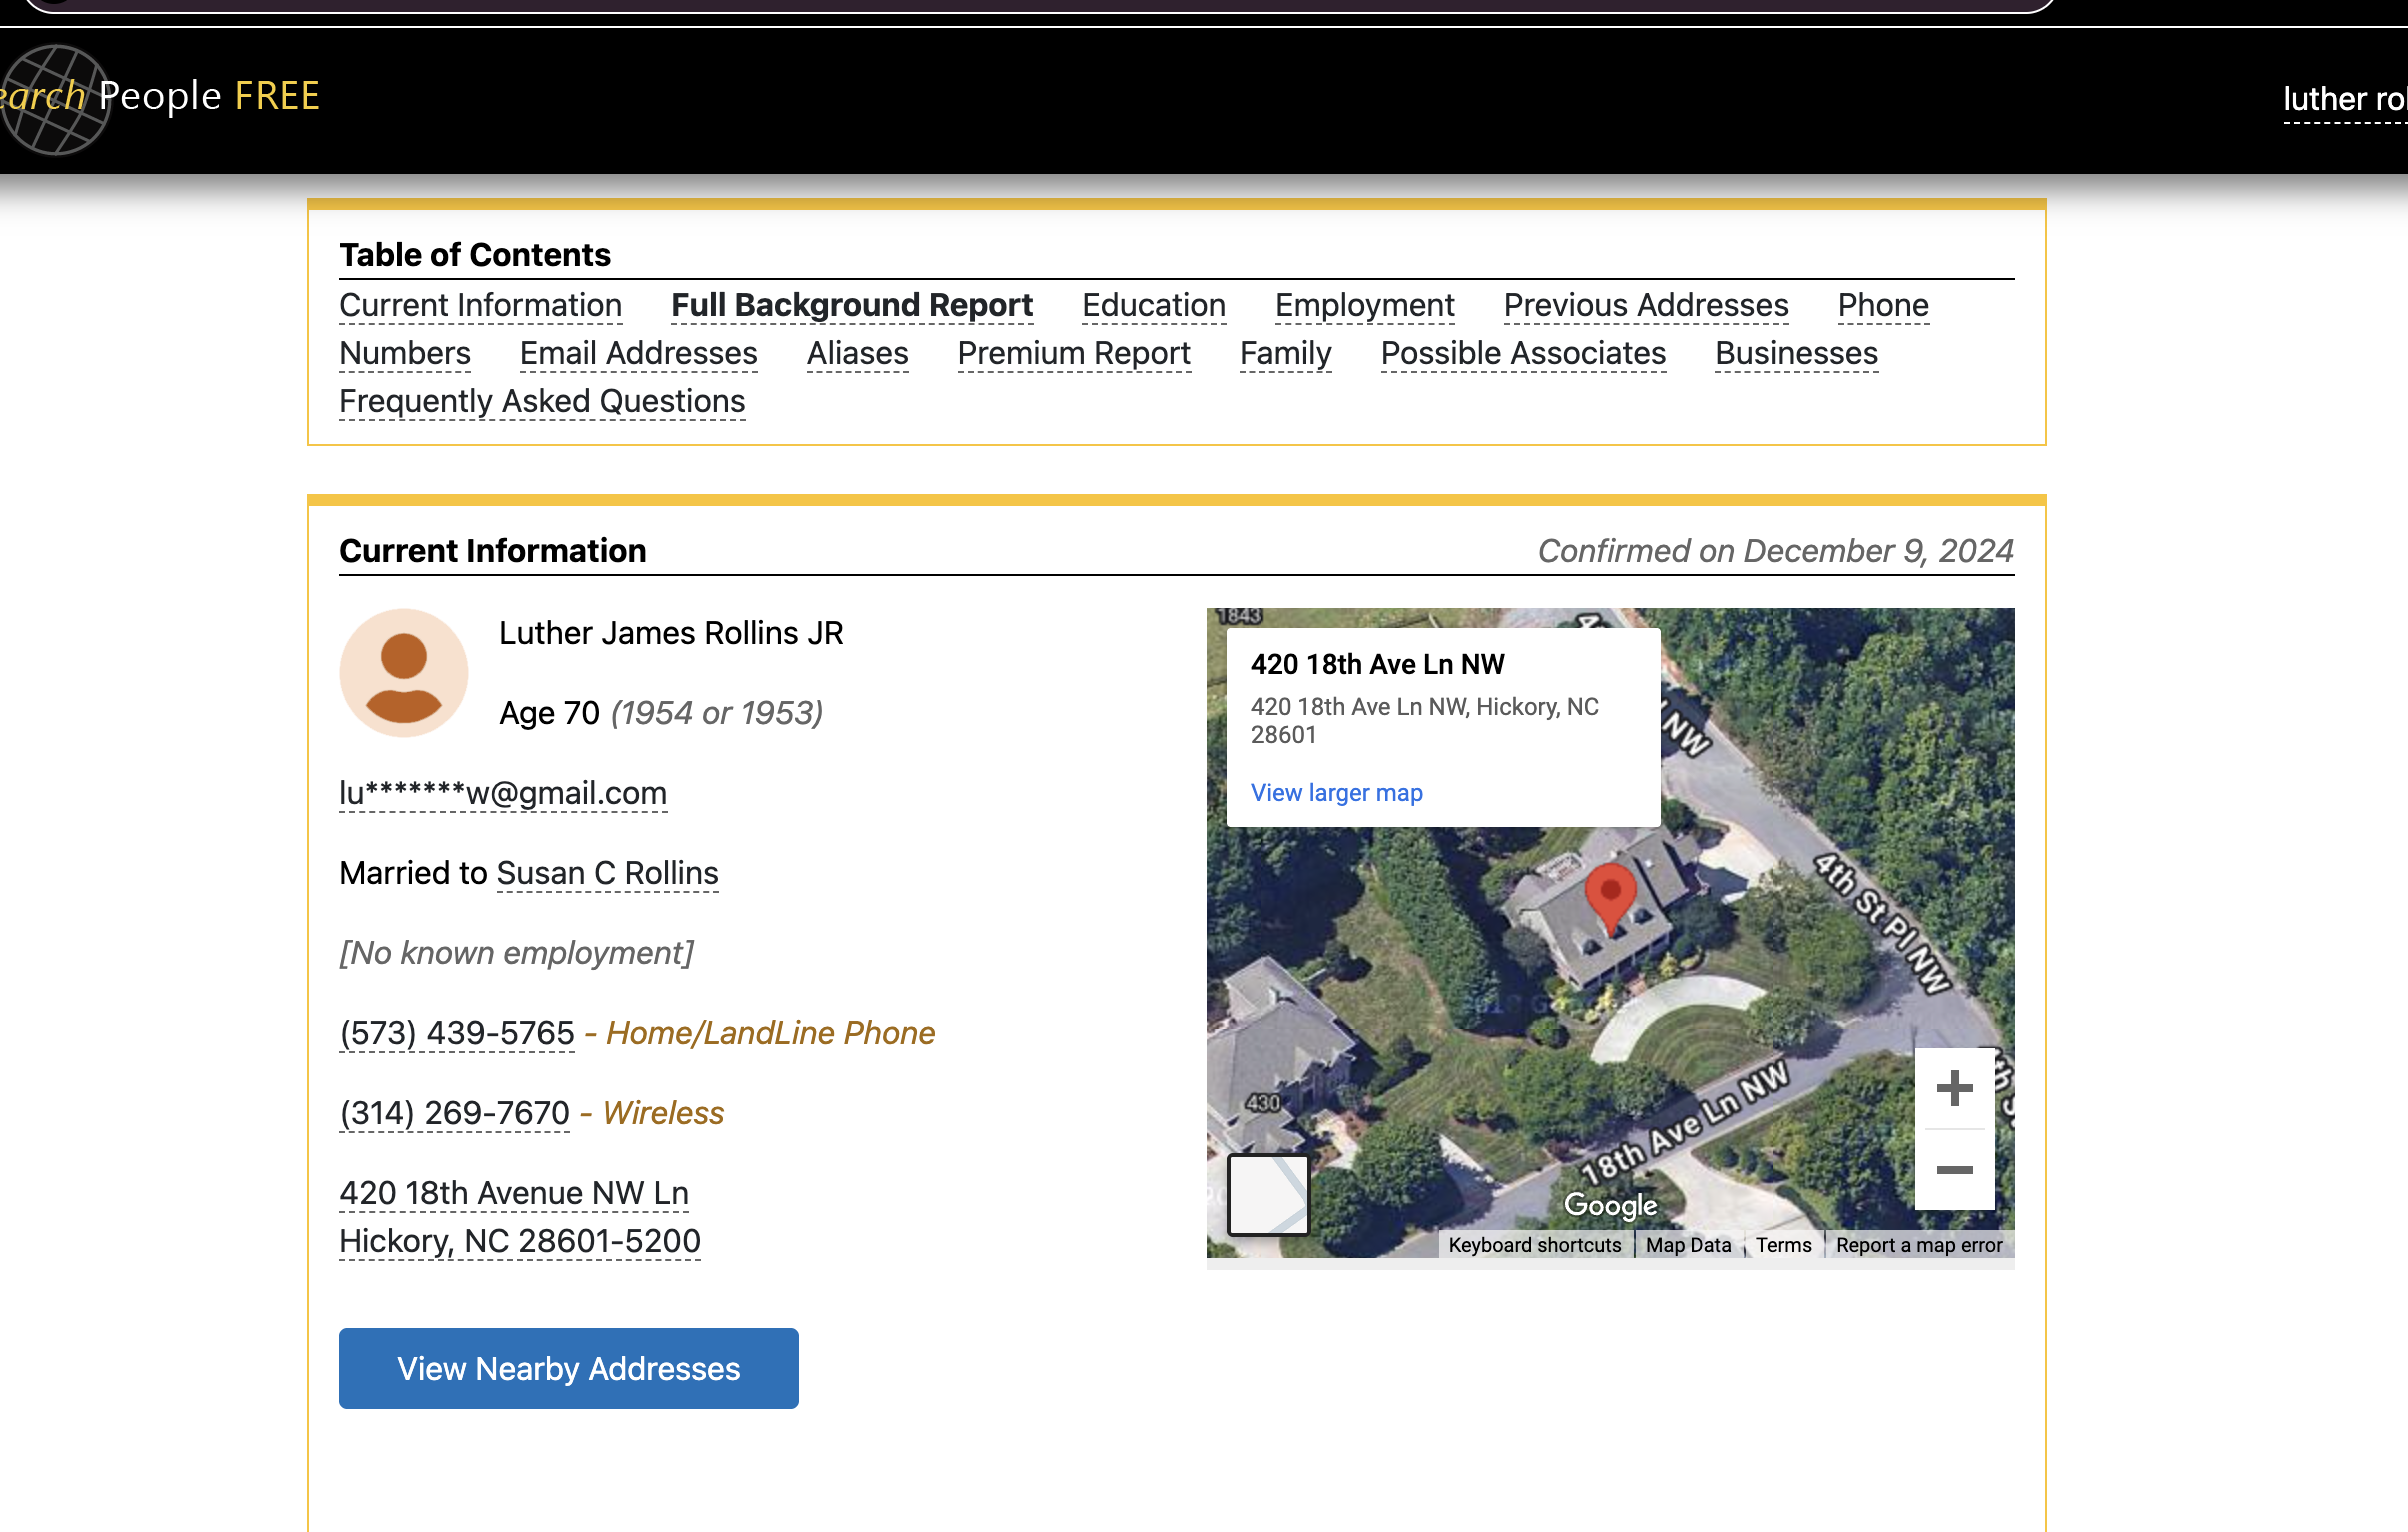 earch People FREE
luther rol
Table of Contents
Current Information Full Background Report Education Employment Previous Addresses Phone
Numbers Email Addresses Aliases Premium Report Family Possible Associates Businesses
Frequently Asked Questions
Current Information Confirmed on December 9, 2024
Luther James Rollins JR
Age 70 (1954 or 1953)
lu*******w@gmail.com
Married to Susan C Rollins
[No known employment]
(573) 439-5765 - Home/LandLine Phone
(314) 269-7670 - Wireless
420 18th Avenue NW Ln
Hickory, NC 28601-5200
View Nearby Addresses
1843
420 18th Ave Ln NW
420 18th Ave Ln NW, Hickory, NC
28601
View larger map
NW
4th St Pl NW
430
18th Ave Ln NW
Google
Keyboard shortcuts Map Data Terms Report a map error